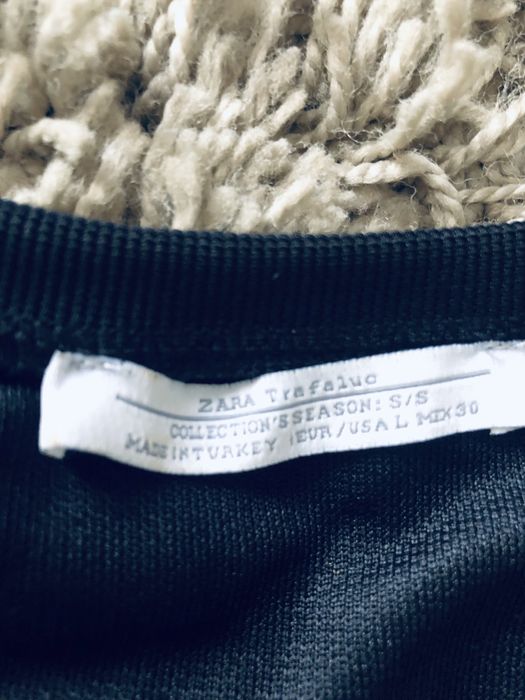 ZARA Trafaluc
COLLECTION'S SEASON: S/S
MADE IN TURKEY EUR/USA L MEX 30